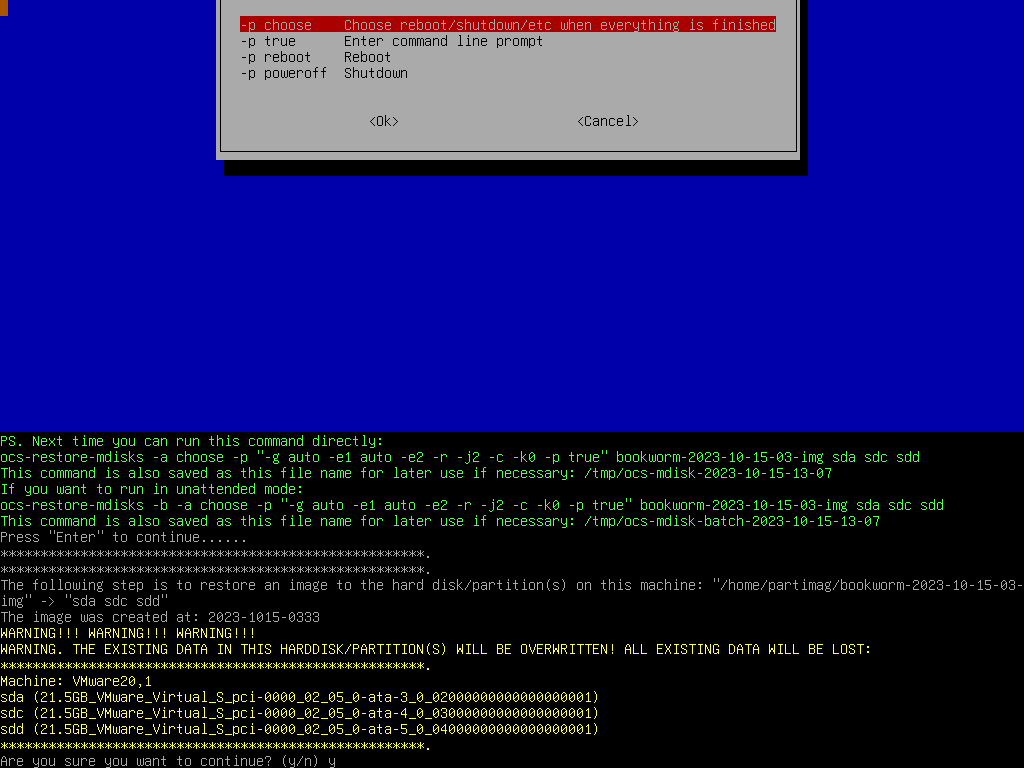 -p choose    Choose reboot/shutdown/etc when everything is finished
-p true      Enter command line prompt
-p reboot    Reboot
-p poweroff  Shutdown
<Ok>    <Cancel>
PS. Next time you can run this command directly:
ocs-restore-mdisks -a choose -p "-g auto -e1 auto -e2 -r -j2 -c -k0 -p true" bookworm-2023-10-15-03-img sda sdc sdd
This command is also saved as this file name for later use if necessary: /tmp/ocs-mdisk-2023-10-15-13-07
If you want to run in unattended mode:
ocs-restore-mdisks -b -a choose -p "-g auto -e1 auto -e2 -r -j2 -c -k0 -p true" bookworm-2023-10-15-03-img sda sdc sdd
This command is also saved as this file name for later use if necessary: /tmp/ocs-mdisk-batch-2023-10-15-13-07
Press "Enter" to continue......
*****************************************************.
*****************************************************.
The following step is to restore an image to the hard disk/partition(s) on this machine: "/home/partimag/bookworm-2023-10-15-03-
img" -> "sda sdc sdd"
The image was created at: 2023-1015-0333
WARNING!!! WARNING!!! WARNING!!!
WARNING. THE EXISTING DATA IN THIS HARDDISK/PARTITION(S) WILL BE OVERWRITTEN! ALL EXISTING DATA WILL BE LOST:
*****************************************************.
Machine: VMware20,1
sda (21.5GB_VMware_Virtual_S_pci-0000_02_05_0-ata-3_0_02000000000000000001)
sdc (21.5GB_VMware_Virtual_S_pci-0000_02_05_0-ata-4_0_03000000000000000001)
sdd (21.5GB_VMware_Virtual_S_pci-0000_02_05_0-ata-5_0_04000000000000000001)
*****************************************************.
Are you sure you want to continue? (y/n) y